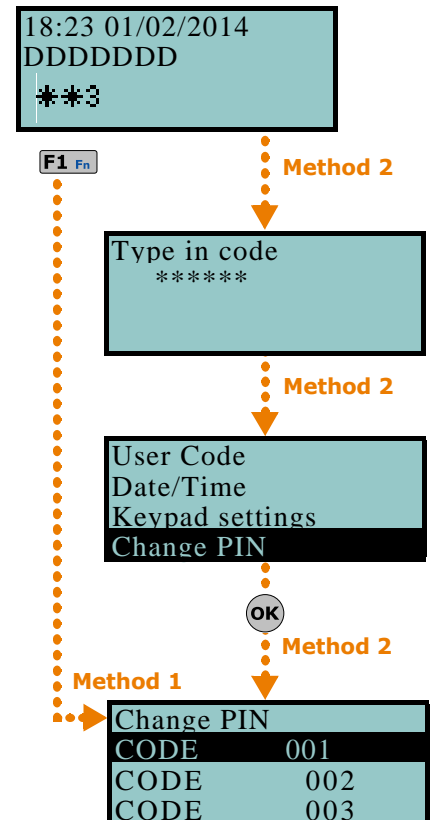 18:23 01/02/2014
DDDDDDD
**3
F1 Fn
Method 2
Type in code
******
Method 2
User Code
Date/Time
Keypad settings
Change PIN
OK
Method 2
Method 1
Change PIN
CODE 001
CODE 002
CODE 003